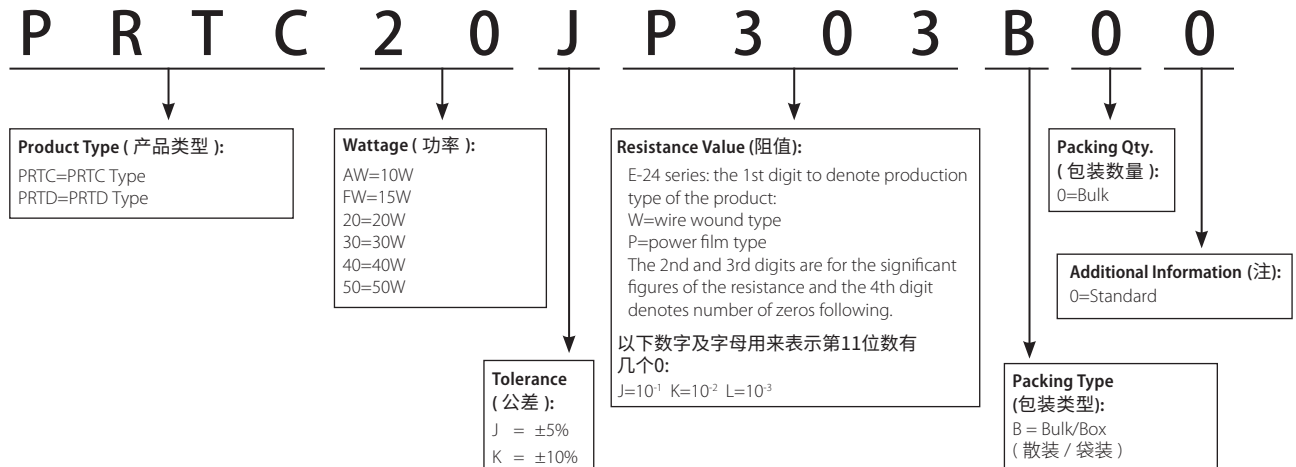 P R T C 2 0 J P 3 0 3 B 0 0
Product Type ( 产品类型 ):
PRTC=PRTC Type
PRTD=PRTD Type
Wattage ( 功率 ):
AW=10W
FW=15W
20=20W
30=30W
40=40W
50=50W
Tolerance
( 公差 ):
J = ±5%
K = ±10%
Resistance Value (阻值):
E-24 series: the 1st digit to denote production
type of the product:
W=wire wound type
P=power film type
The 2nd and 3rd digits are for the significant
figures of the resistance and the 4th digit
denotes number of zeros following.
以下数字及字母用来表示第11位数有
几个0:
J=10⁻¹ K=10⁻² L=10⁻³
Packing Type
(包装类型):
B = Bulk/Box
( 散装 / 袋装 )
Packing Qty.
( 包装数量 ):
0=Bulk
Additional Information (注):
0=Standard